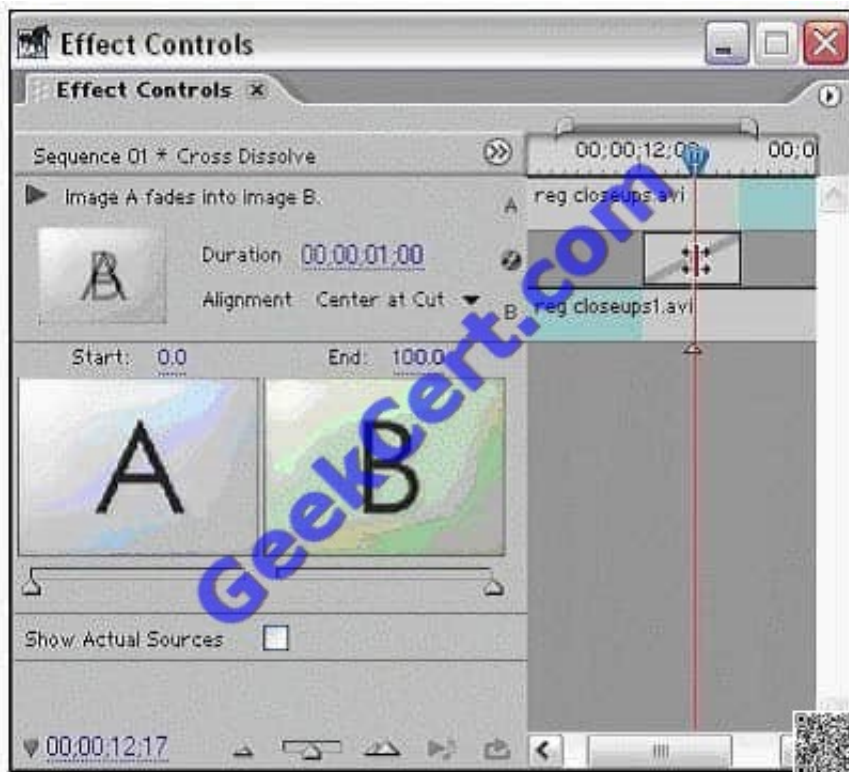 Effect Controls
Effect Controls
Sequence 01 * Cross Dissolve
00;00;12;0
00;0
Image A fades into image B.
A
reg closeups.avi
Duration 00;00;01;00
Alignment Center at Cut
B
reg closeups1.avi
Start: 0.0
End: 100.0
A
B
GeekCert.com
Show Actual Sources
00;00;12;17